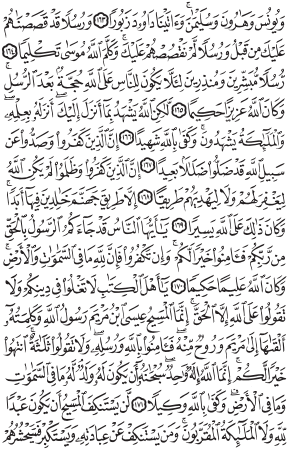 وَيُونُسَ وَهَٰرُونَ وَسُلَيْمَٰنَ وَءَاتَيْنَا دَاوُۥدَ زَبُورًا ١٦٣ وَرُسُلًا قَدْ قَصَصْنَٰهُمْ
عَلَيْكَ مِن قَبْلُ وَرُسُلًا لَّمْ نَقْصُصْهُمْ عَلَيْكَ وَكَلَّمَ ٱللَّهُ مُوسَىٰ تَكْلِيمًا
١٦٤ رُّسُلًا مُّبَشِّرِينَ وَمُنذِرِينَ لِئَلَّا يَكُونَ لِلنَّاسِ عَلَى ٱللَّهِ حُجَّةٌۢ بَعْدَ ٱلرُّسُلِ
وَكَانَ ٱللَّهُ عَزِيزًا حَكِيمًا ١٦٥ لَّٰكِنِ ٱللَّهُ يَشْهَدُ بِمَا أَنزَلَ إِلَيْكَ أَنزَلَهُۥ بِعِلْمِهِۦ
وَٱلْمَلَٰٓئِكَةُ يَشْهَدُونَ وَكَفَىٰ بِٱللَّهِ شَهِيدًا ١٦٦ إِنَّ ٱلَّذِينَ كَفَرُوا۟ وَصَدُّوا۟ عَن
سَبِيلِ ٱللَّهِ قَدْ ضَلُّوا۟ ضَلَٰلًۢا بَعِيدًا ١٦٧ إِنَّ ٱلَّذِينَ كَفَرُوا۟ وَظَلَمُوا۟ لَمْ يَكُنِ ٱللَّهُ
لِيَغْفِرَ لَهُمْ وَلَا لِيَهْدِيَهُمْ طَرِيقًا ١٦٨ إِلَّا طَرِيقَ جَهَنَّمَ خَٰلِدِينَ فِيهَا أَبَدًا
وَكَانَ ذَٰلِكَ عَلَى ٱللَّهِ يَسِيرًا ١٦٩ يَٰٓأَيُّهَا ٱلنَّاسُ قَدْ جَآءَكُمُ ٱلرَّسُولُ بِٱلْحَقِّ
مِن رَّبِّكُمْ فَـَٔامِنُوا۟ خَيْرًا لَّكُمْ وَإِن تَكْفُرُوا۟ فَإِنَّ لِلَّهِ مَا فِى ٱلسَّمَٰوَٰتِ وَٱلْأَرْضِ
وَكَانَ ٱللَّهُ عَلِيمًا حَكِيمًا ١٧٠ يَٰٓأَهْلَ ٱلْكِتَٰبِ لَا تَغْلُوا۟ فِى دِينِكُمْ وَلَا
تَقُولُوا۟ عَلَى ٱللَّهِ إِلَّا ٱلْحَقَّ إِنَّمَا ٱلْمَسِيحُ عِيسَى ٱبْنُ مَرْيَمَ رَسُولُ ٱللَّهِ وَكَلِمَتُهُۥٓ
أَلْقَىٰهَآ إِلَىٰ مَرْيَمَ وَرُوحٌ مِّنْهُ فَـَٔامِنُوا۟ بِٱللَّهِ وَرُسُلِهِۦ وَلَا تَقُولُوا۟ ثَلَٰثَةٌ ٱنتَهُوا۟
خَيْرًا لَّكُمْ إِنَّمَا ٱللَّهُ إِلَٰهٌ وَٰحِدٌ سُبْحَٰنَهُۥٓ أَن يَكُونَ لَهُۥ وَلَدٌ لَّهُۥ مَا فِى ٱلسَّمَٰوَٰتِ
وَمَا فِى ٱلْأَرْضِ وَكَفَىٰ بِٱللَّهِ وَكِيلًا ١٧١ لَّن يَسْتَنكِفَ ٱلْمَسِيحُ أَن يَكُونَ عَبْدًا
لِّلَّهِ وَلَا ٱلْمَلَٰٓئِكَةُ ٱلْمُقَرَّبُونَ وَمَن يَسْتَنكِفْ عَنْ عِبَادَتِهِۦ وَيَسْتَكْبِرْ فَسَيَحْشُرُهُمْ